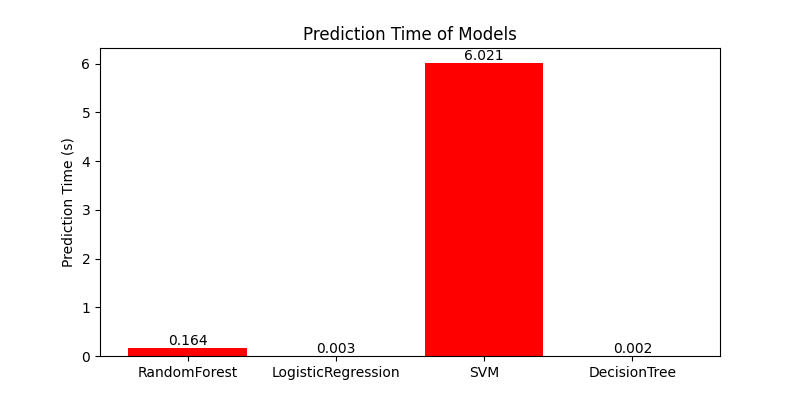 Prediction Time of Models
Prediction Time (s)
6
5
4
3
2
1
0
0.164
0.003
6.021
0.002
RandomForest
LogisticRegression
SVM
DecisionTree